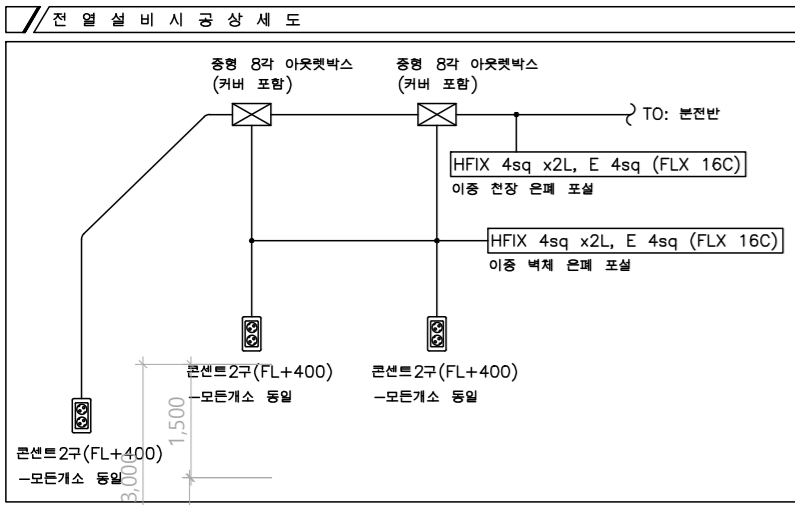 전 열 설 비 시 공 상 세 도
중형 8각 아웃렛박스
(커버 포함)
중형 8각 아웃렛박스
(커버 포함)
TO: 분전반
HFIX 4sq x2L, E 4sq (FLX 16C)
이중 천장 은폐 포설
HFIX 4sq x2L, E 4sq (FLX 16C)
이중 벽체 은폐 포설
콘센트2구(FL+400)
-모든개소 동일
콘센트2구(FL+400)
-모든개소 동일
1,500
콘센트2구(FL+400)
-모든개소 동일
3,000